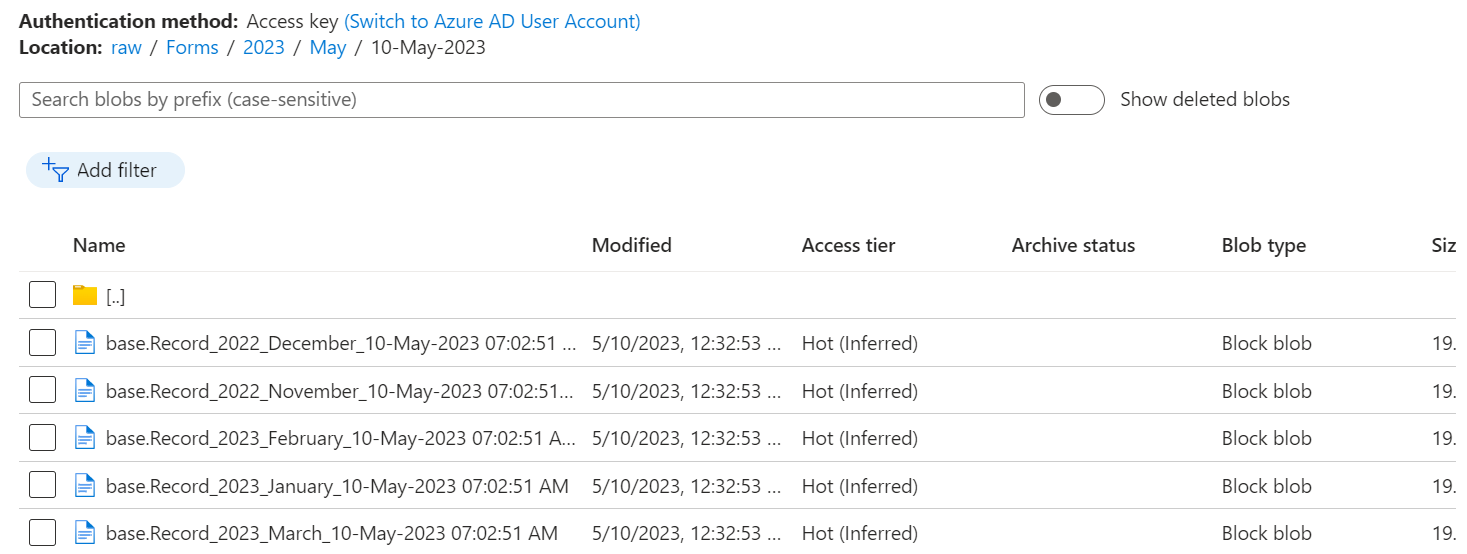 Authentication method: Access key (Switch to Azure AD User Account)
Location: raw / Forms / 2023 / May / 10-May-2023
Search blobs by prefix (case-sensitive)
Show deleted blobs
Add filter
Name Modified Access tier Archive status Blob type Siz
[..]
base.Record_2022_December_10-May-2023 07:02:51 ... 5/10/2023, 12:32:53 ... Hot (Inferred) Block blob 19.
base.Record_2022_November_10-May-2023 07:02:51... 5/10/2023, 12:32:53 ... Hot (Inferred) Block blob 19.
base.Record_2023_February_10-May-2023 07:02:51 A... 5/10/2023, 12:32:53 ... Hot (Inferred) Block blob 19.
base.Record_2023_January_10-May-2023 07:02:51 AM 5/10/2023, 12:32:53 ... Hot (Inferred) Block blob 19.
base.Record_2023_March_10-May-2023 07:02:51 AM 5/10/2023, 12:32:53 ... Hot (Inferred) Block blob 19.